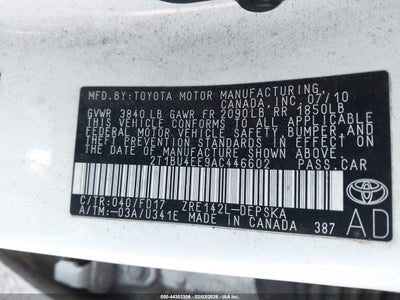 MFD.BY:TOYOTA MOTOR MANUFACTURING,
CANADA, INC. 07/10
GVWR 3840 LB GAWR FR 2090LB RR 1850LB
THIS VEHICLE CONFORMS TO ALL APPLICABLE
FEDERAL MOTOR VEHICLE SAFETY, BUMPER, AND
THEFT PREVENTION STANDARDS IN EFFECT ON
THE DATE OF MANUFACTURE SHOWN ABOVE.
2T1BU4EE9AC446602 PASS.CAR
C/TR:040/FD17 ZRE142L-DEPSKA
A/TM:-03A/U341E MADE IN CANADA 387
TOYOTA
AD
000-44302306 - 02/03/2026 - IAAI.COM